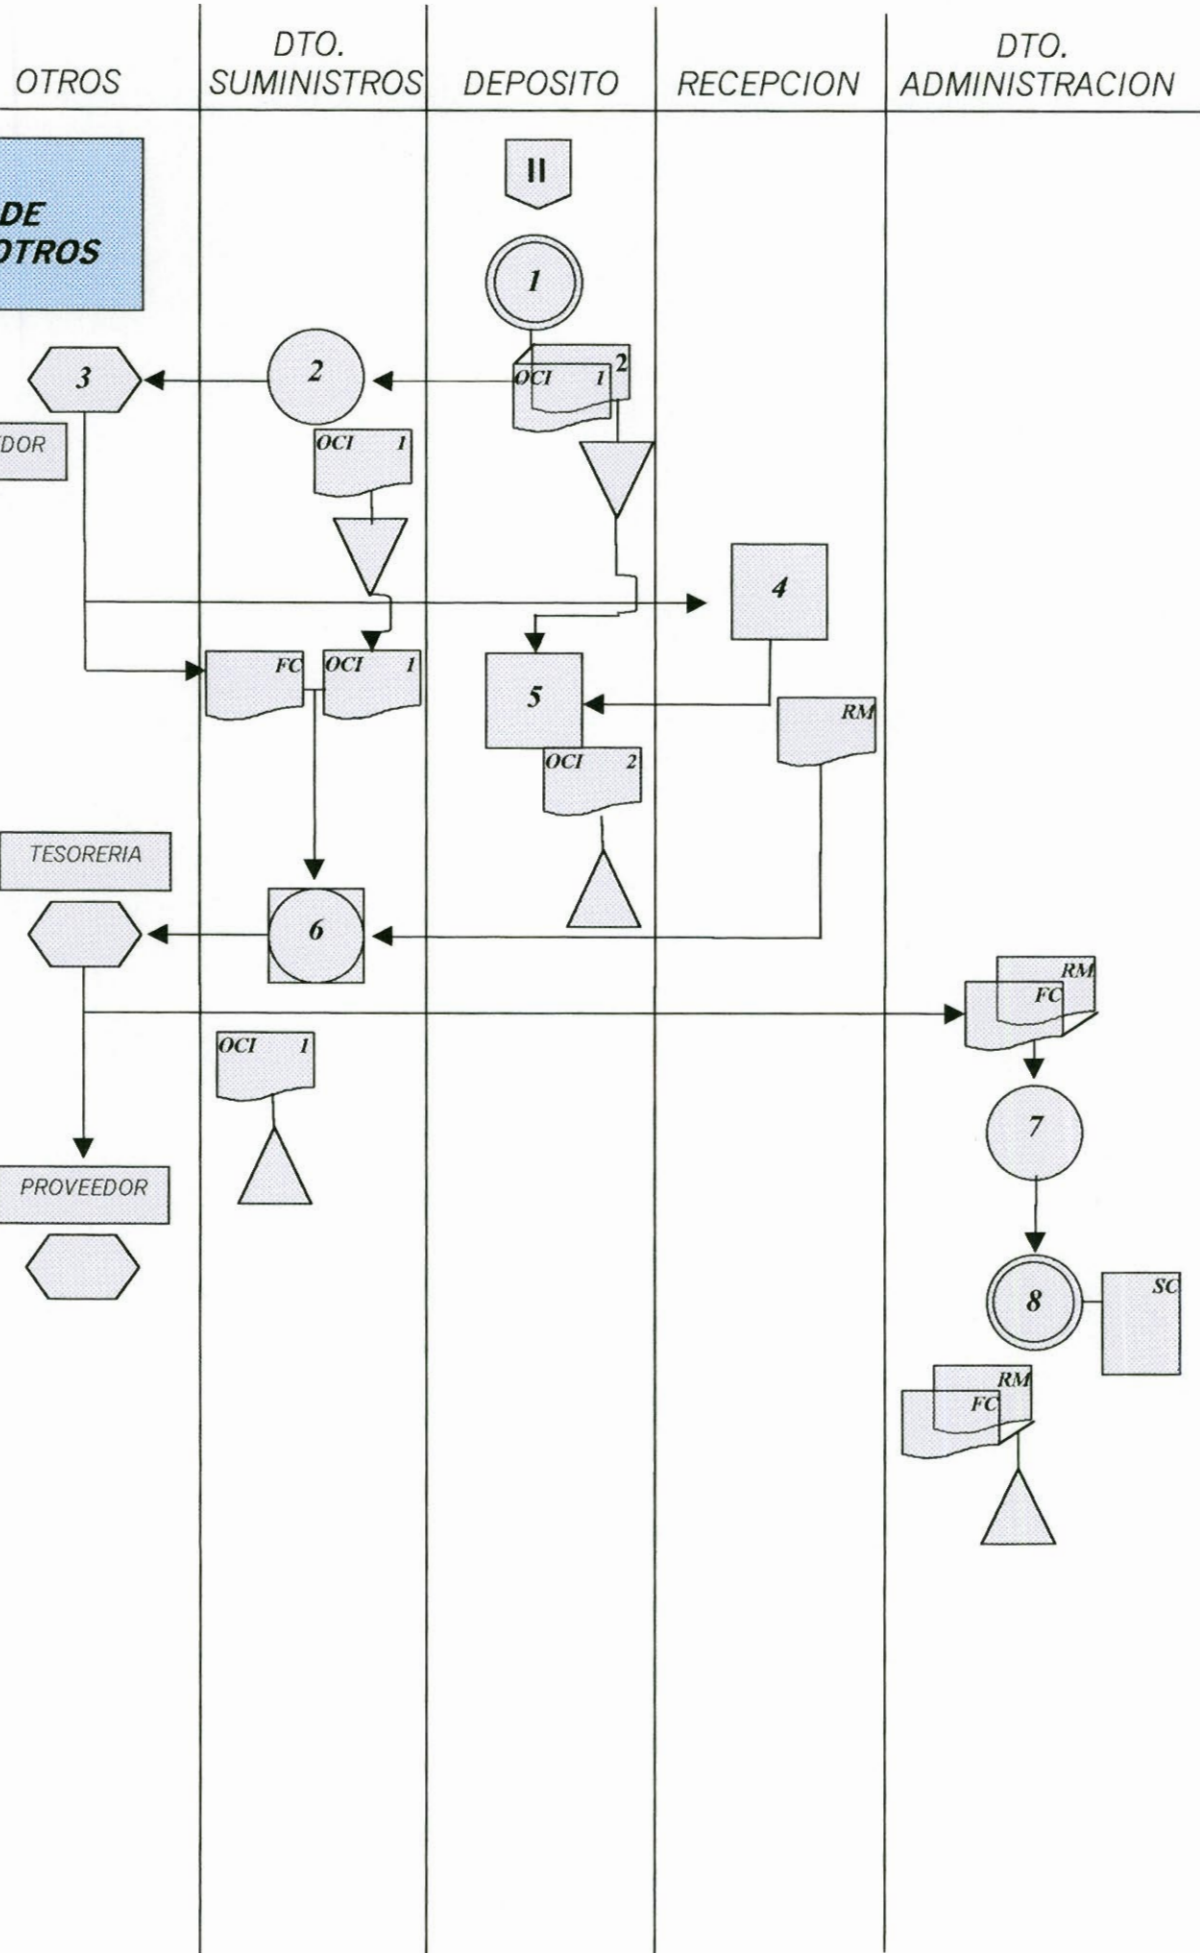 OTROS
DTO.
SUMINISTROS
DEPOSITO
RECEPCION
DTO.
ADMINISTRACION
DE
OTROS
II
1
2
OCI 1
2
3
DOR
OCI 1
4
FC
OCI 1
5
RM
OCI 2
TESORERIA
6
RM
FC
OCI 1
7
PROVEEDOR
8
SC
RM
FC